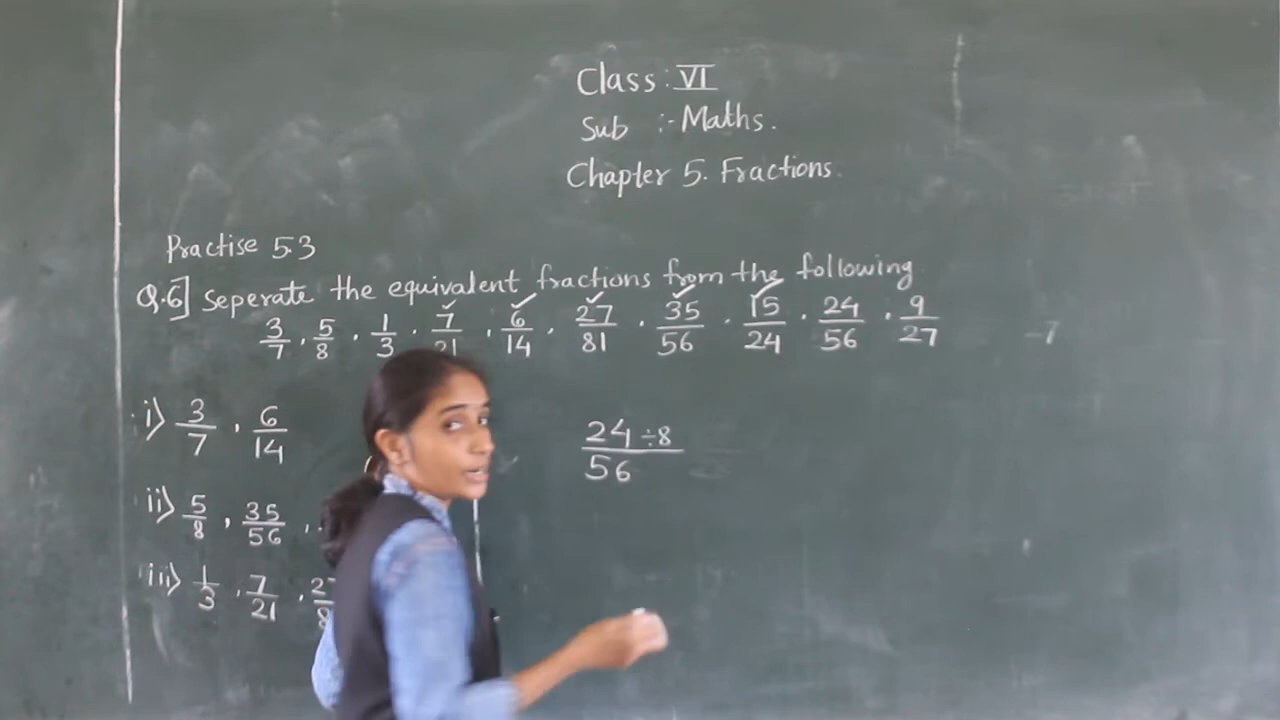 Class : VI
Sub :- Maths.
Chapter 5. Fractions.
Practise 5.3
Q.6] Seperate the equivalent fractions from the following
3/7 , 5/8 , 1/3 , 7/21 , 6/14 , 27/81 , 35/56 , 15/24 , 24/56 , 9/27
i) 3/7 , 6/14
24 ÷8
56
ii) 5/8 , 35/56 ,
iii) 1/3 , 7/21 ,